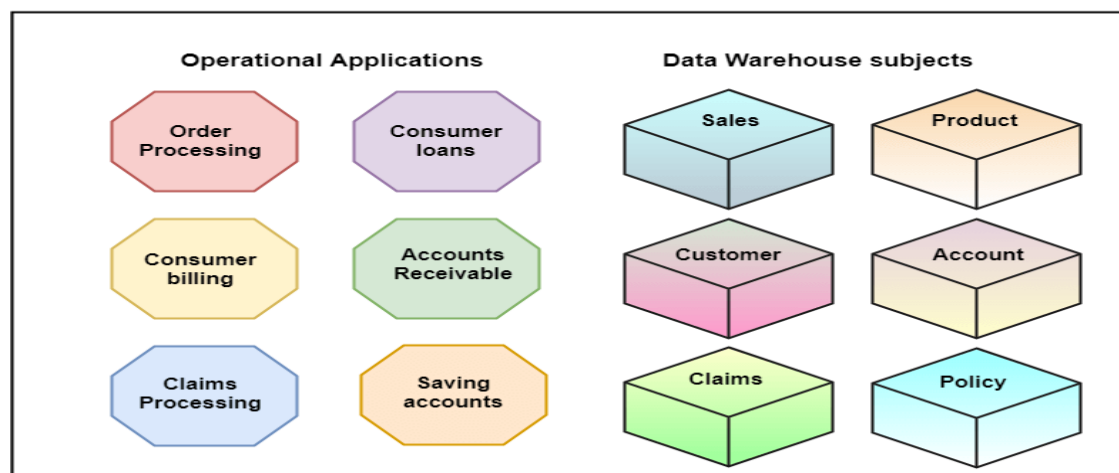 Operational Applications
Data Warehouse subjects
Order
Processing
Consumer
loans
Sales
Product
Consumer
billing
Accounts
Receivable
Customer
Account
Claims
Processing
Saving
accounts
Claims
Policy